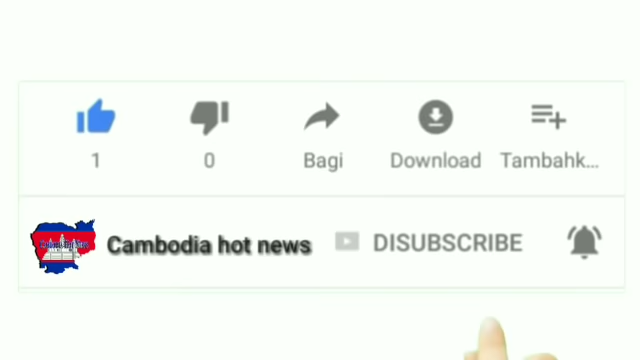 1
0
Bagi
Download
Tambahk...
Cambodia hot news
DISUBSCRIBE